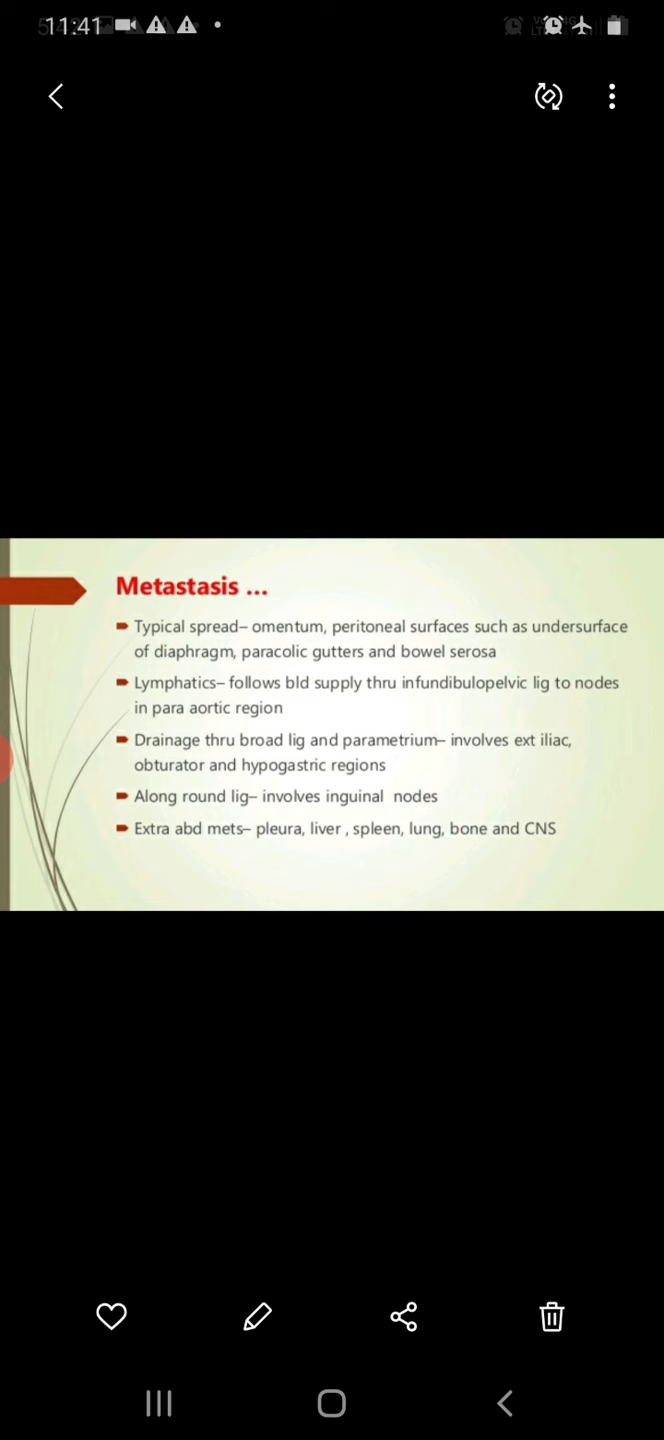 11:41
Metastasis ...
Typical spread– omentum, peritoneal surfaces such as undersurface
of diaphragm, paracolic gutters and bowel serosa
Lymphatics– follows bld supply thru infundibulopelvic lig to nodes
in para aortic region
Drainage thru broad lig and parametrium– involves ext iliac,
obturator and hypogastric regions
Along round lig– involves inguinal nodes
Extra abd mets– pleura, liver , spleen, lung, bone and CNS